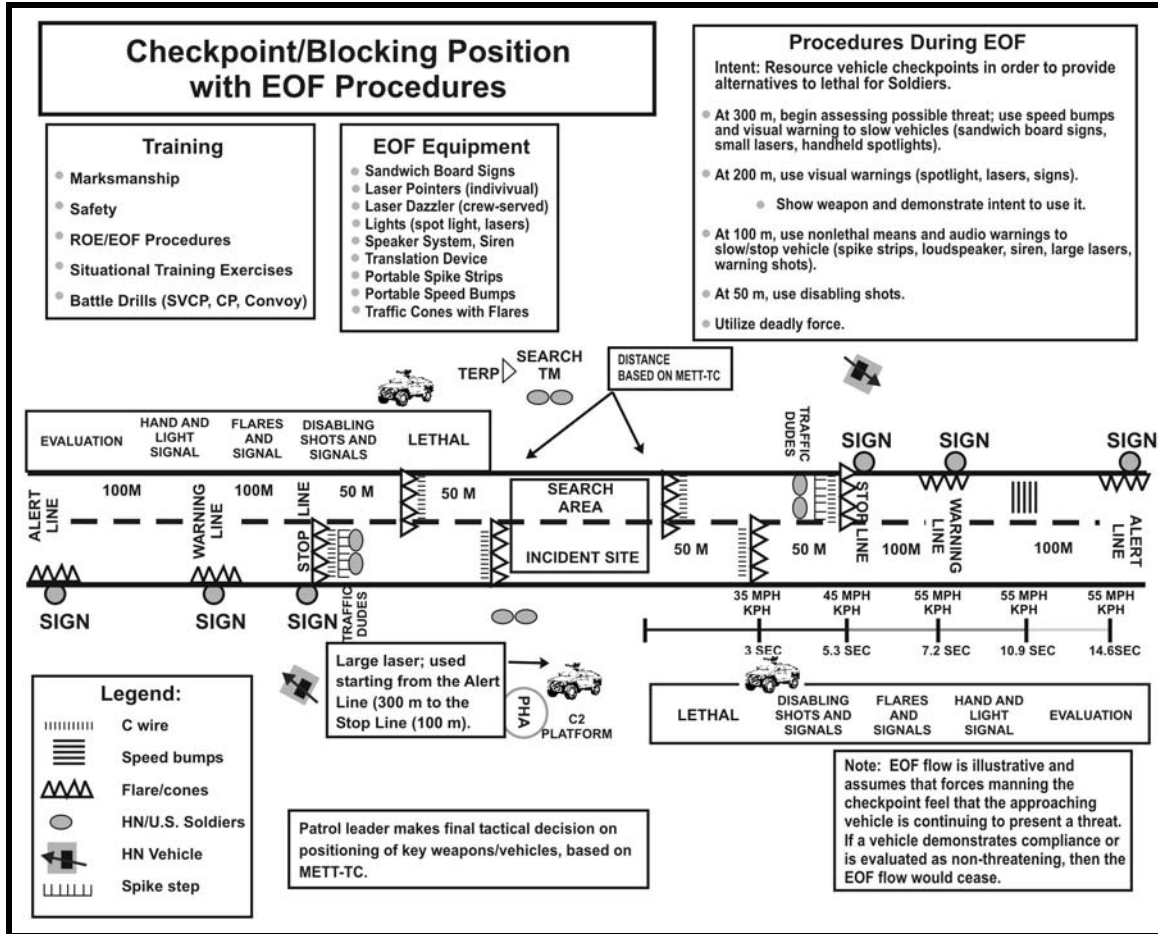 Checkpoint/Blocking Position
with EOF Procedures
Training
Marksmanship
Safety
ROE/EOF Procedures
Situational Training Exercises
Battle Drills (SVCP, CP, Convoy)
EOF Equipment
Sandwich Board Signs
Laser Pointers (indivivual)
Laser Dazzler (crew-served)
Lights (spot light, lasers)
Speaker System, Siren
Translation Device
Portable Spike Strips
Portable Speed Bumps
Traffic Cones with Flares
Procedures During EOF
Intent: Resource vehicle checkpoints in order to provide
alternatives to lethal for Soldiers.
At 300 m, begin assessing possible threat; use speed bumps
and visual warning to slow vehicles (sandwich board signs,
small lasers, handheld spotlights).
At 200 m, use visual warnings (spotlight, lasers, signs).
Show weapon and demonstrate intent to use it.
At 100 m, use nonlethal means and audio warnings to
slow/stop vehicle (spike strips, loudspeaker, siren, large lasers,
warning shots).
At 50 m, use disabling shots.
Utilize deadly force.
TERP
SEARCH
TM
DISTANCE
BASED ON METT-TC
EVALUATION
HAND AND
LIGHT
SIGNAL
FLARES
AND
SIGNAL
DISABLING
SHOTS AND
SIGNALS
LETHAL
TRAFFIC
DUDES
SIGN
SIGN
SIGN
ALERT
LINE
100M
WARNING
LINE
100M
STOP
LINE
50 M
50 M
SEARCH
AREA
INCIDENT SITE
50 M
50 M
STOP LINE
100M
WARNING
LINE
100M
ALERT
LINE
SIGN
SIGN
SIGN
TRAFFIC
DUDES
35 MPH
KPH
45 MPH
KPH
55 MPH
KPH
55 MPH
KPH
55 MPH
KPH
3 SEC
5.3 SEC
7.2 SEC
10.9 SEC
14.6SEC
Large laser; used
starting from the Alert
Line (300 m to the
Stop Line (100 m).
PHA
C2
PLATFORM
LETHAL
DISABLING
SHOTS AND
SIGNALS
FLARES
AND
SIGNALS
HAND AND
LIGHT
SIGNAL
EVALUATION
Legend:
C wire
Speed bumps
Flare/cones
HN/U.S. Soldiers
HN Vehicle
Spike step
Patrol leader makes final tactical decision on
positioning of key weapons/vehicles, based on
METT-TC.
Note: EOF flow is illustrative and
assumes that forces manning the
checkpoint feel that the approaching
vehicle is continuing to present a threat.
If a vehicle demonstrates compliance or
is evaluated as non-threatening, then the
EOF flow would cease.